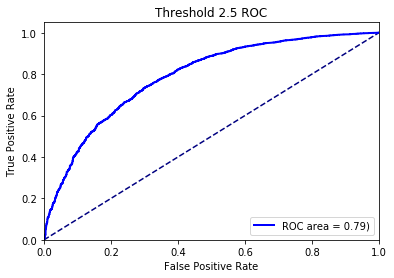 Threshold 2.5 ROC
1.0
0.8
0.6
0.4
0.2
0.0
True Positive Rate
ROC area = 0.79)
0.0 0.2 0.4 0.6 0.8 1.0
False Positive Rate